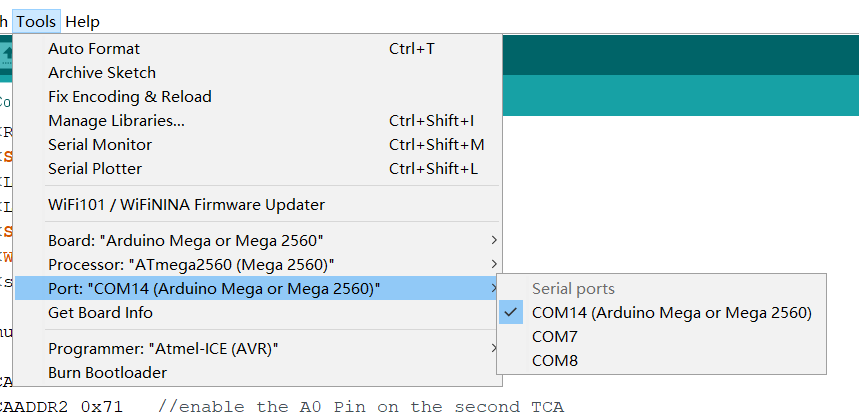 h Tools Help
Auto Format Ctrl+T
Archive Sketch
Fix Encoding & Reload
Manage Libraries... Ctrl+Shift+I
Serial Monitor Ctrl+Shift+M
Serial Plotter Ctrl+Shift+L
WiFi101 / WiFiNINA Firmware Updater
Board: "Arduino Mega or Mega 2560"
Processor: "ATmega2560 (Mega 2560)"
Port: "COM14 (Arduino Mega or Mega 2560)"
Serial ports
COM14 (Arduino Mega or Mega 2560)
COM7
COM8
Get Board Info
Programmer: "Atmel-ICE (AVR)"
Burn Bootloader
CAADDR2 0x71 //enable the A0 Pin on the second TCA